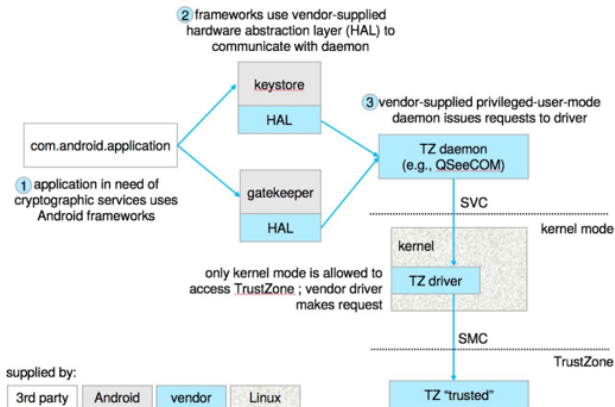 2 frameworks use vendor-supplied
hardware abstraction layer (HAL) to
communicate with daemon
keystore
HAL
3 vendor-supplied privileged-user-mode
daemon issues requests to driver
com.android.application
TZ daemon
(e.g., QSeeCOM)
1 application in need of
cryptographic services uses
Android frameworks
gatekeeper
HAL
SVC
kernel mode
kernel
only kernel mode is allowed to
access TrustZone ; vendor driver
makes request
TZ driver
SMC
TrustZone
supplied by:
3rd party Android vendor Linux
TZ “trusted”